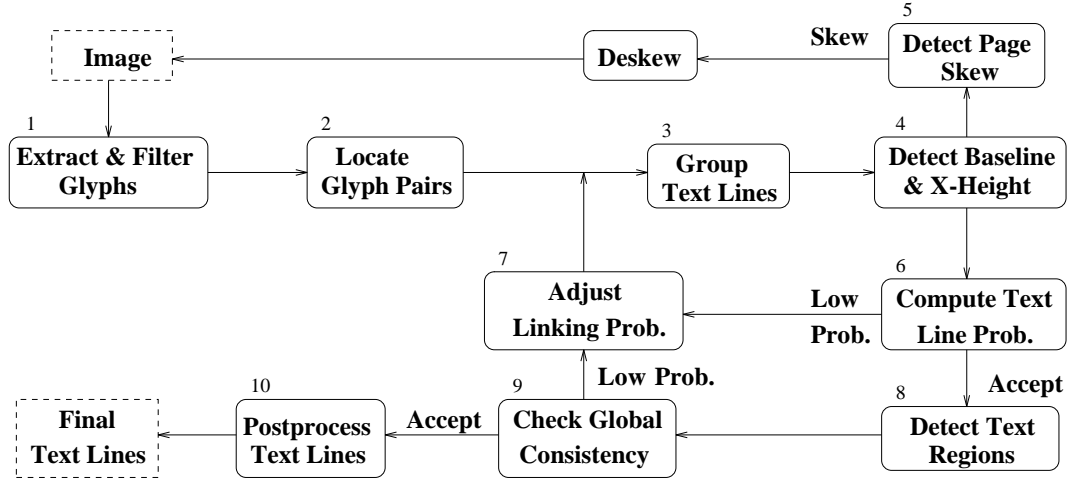 5
Skew
Image
Deskew
Detect Page
Skew
1
2
3
4
Extract & Filter
Glyphs
Locate
Glyph Pairs
Group
Text Lines
Detect Baseline
& X-Height
7
6
Adjust
Linking Prob.
Low
Prob.
Compute Text
Line Prob.
Low Prob.
Accept
10
9
8
Final
Text Lines
Postprocess
Text Lines
Accept
Check Global
Consistency
Detect Text
Regions